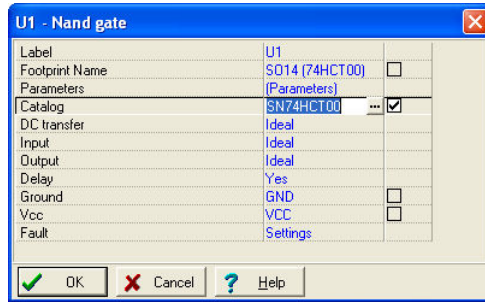 U1 - Nand gate
Label U1
Footprint Name SO14 (74HCT00)
Parameters (Parameters)
Catalog SN74HCT00 ...
DC transfer Ideal
Input Ideal
Output Ideal
Delay Yes
Ground GND
Vcc VCC
Fault Settings
OK Cancel ? Help